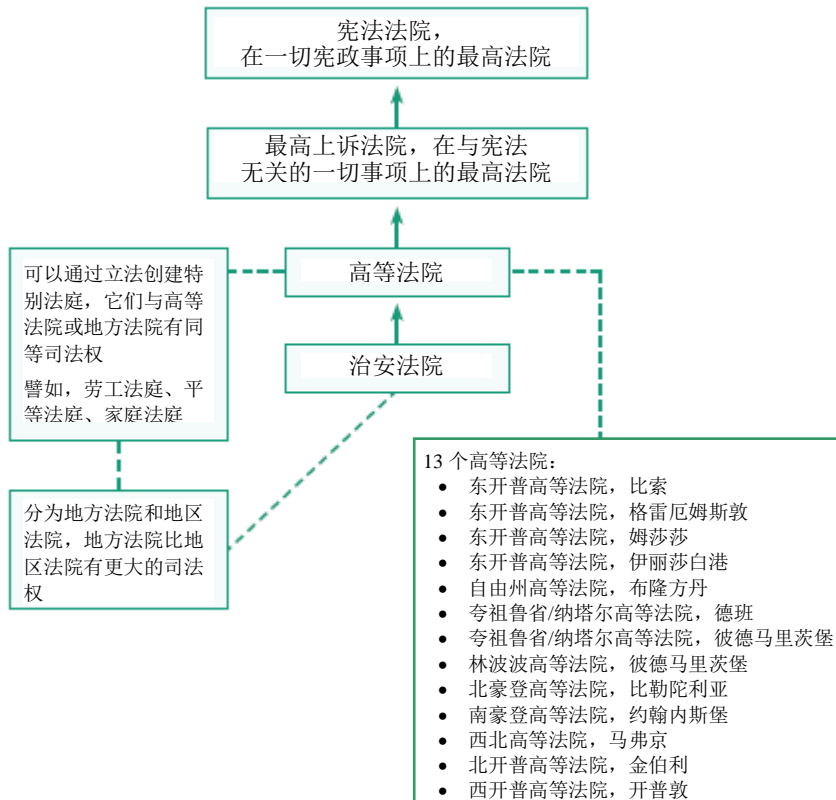 宪法法院，
在一切宪政事项上的最高法院
最高上诉法院，在与宪法
无关的一切事项上的最高法院
可以通过立法创建特
别法庭，它们与高等
法院或地方法院有同
等司法权
譬如，劳工法庭、平
等法庭、家庭法庭
高等法院
治安法院
分为地方法院和地区
法院，地方法院比地
区法院有更大的司法
权
13 个高等法院：
• 东开普高等法院，比索
• 东开普高等法院，格雷厄姆斯敦
• 东开普高等法院，姆莎莎
• 东开普高等法院，伊丽莎白港
• 自由州高等法院，布隆方丹
• 夸祖鲁省/纳塔尔高等法院，德班
• 夸祖鲁省/纳塔尔高等法院，彼德马里茨堡
• 林波波高等法院，彼德马里茨堡
• 北豪登高等法院，比勒陀利亚
• 南豪登高等法院，约翰内斯堡
• 西北高等法院，马弗京
• 北开普高等法院，金伯利
• 西开普高等法院，开普敦